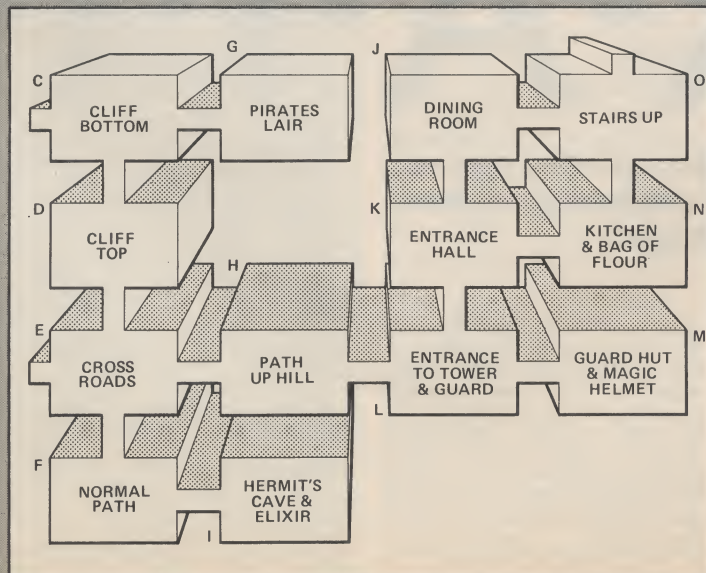 G
J
C
O
CLIFF
BOTTOM
PIRATES
LAIR
DINING
ROOM
STAIRS UP
D
K
N
CLIFF
TOP
ENTRANCE
HALL
KITCHEN
& BAG OF
FLOUR
H
E
M
CROSS
ROADS
PATH
UP HILL
ENTRANCE
TO TOWER
& GUARD
GUARD HUT
& MAGIC
HELMET
L
F
NORMAL
PATH
HERMIT'S
CAVE &
ELIXIR
I